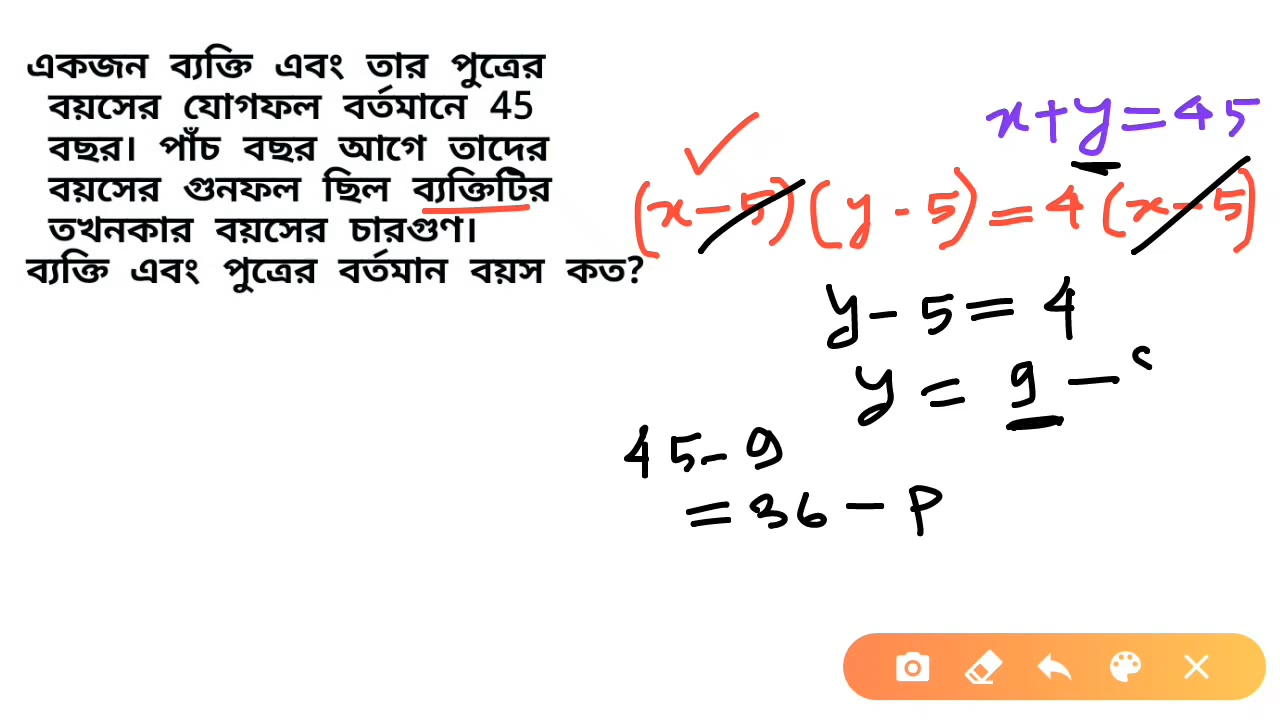 একজন ব্যক্তি এবং তার পুত্রের
বয়সের যোগফল বর্তমানে 45
বছর। পাঁচ বছর আগে তাদের
বয়সের গুনফল ছিল ব্যক্তিটির
তখনকার বয়সের চারগুণ।
ব্যক্তি এবং পুত্রের বর্তমান বয়স কত?
x+y=45
(x-5)(y-5)=4(x-5)
y-5=4
y=9-S
45-9
=36-P